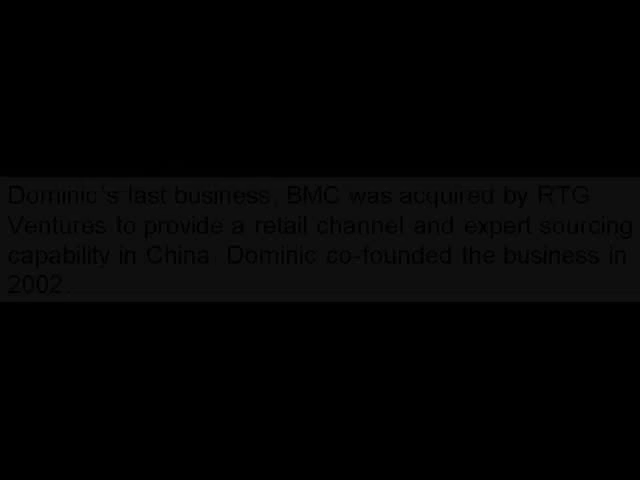 Dominic's last business, BMC was acquired by RTG
Ventures to provide a retail channel and expert sourcing
capability in China. Dominic co-founded the business in
2002.